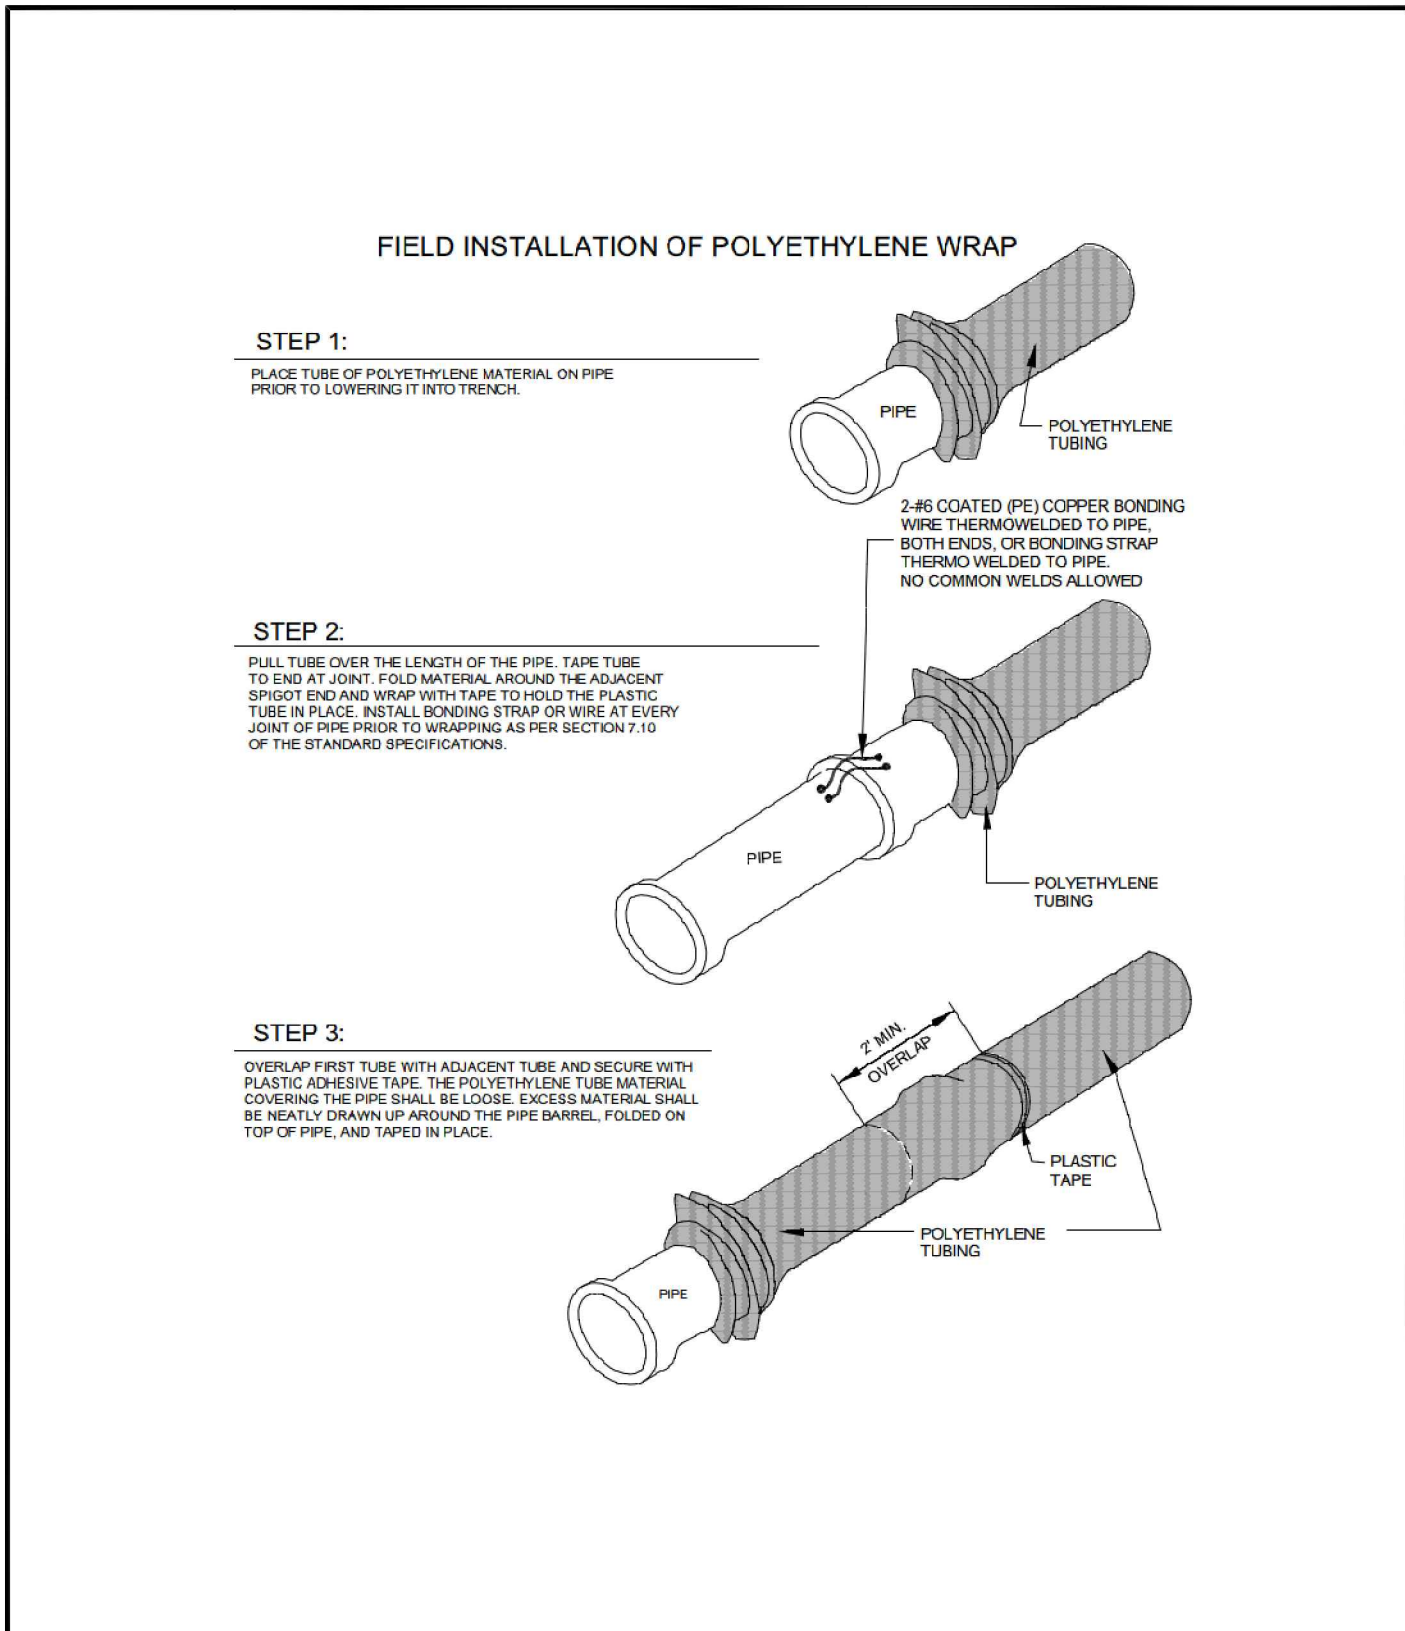 FIELD INSTALLATION OF POLYETHYLENE WRAP
STEP 1:
PLACE TUBE OF POLYETHYLENE MATERIAL ON PIPE
PRIOR TO LOWERING IT INTO TRENCH.
PIPE
POLYETHYLENE
TUBING
2-#6 COATED (PE) COPPER BONDING
WIRE THERMOWELDED TO PIPE,
BOTH ENDS, OR BONDING STRAP
THERMO WELDED TO PIPE.
NO COMMON WELDS ALLOWED
STEP 2:
PULL TUBE OVER THE LENGTH OF THE PIPE. TAPE TUBE
TO END AT JOINT. FOLD MATERIAL AROUND THE ADJACENT
SPIGOT END AND WRAP WITH TAPE TO HOLD THE PLASTIC
TUBE IN PLACE. INSTALL BONDING STRAP OR WIRE AT EVERY
JOINT OF PIPE PRIOR TO WRAPPING AS PER SECTION 7.10
OF THE STANDARD SPECIFICATIONS.
PIPE
POLYETHYLENE
TUBING
STEP 3:
OVERLAP FIRST TUBE WITH ADJACENT TUBE AND SECURE WITH
PLASTIC ADHESIVE TAPE. THE POLYETHYLENE TUBE MATERIAL
COVERING THE PIPE SHALL BE LOOSE. EXCESS MATERIAL SHALL
BE NEATLY DRAWN UP AROUND THE PIPE BARREL, FOLDED ON
TOP OF PIPE, AND TAPED IN PLACE.
2' MIN.
OVERLAP
PLASTIC
TAPE
POLYETHYLENE
TUBING
PIPE